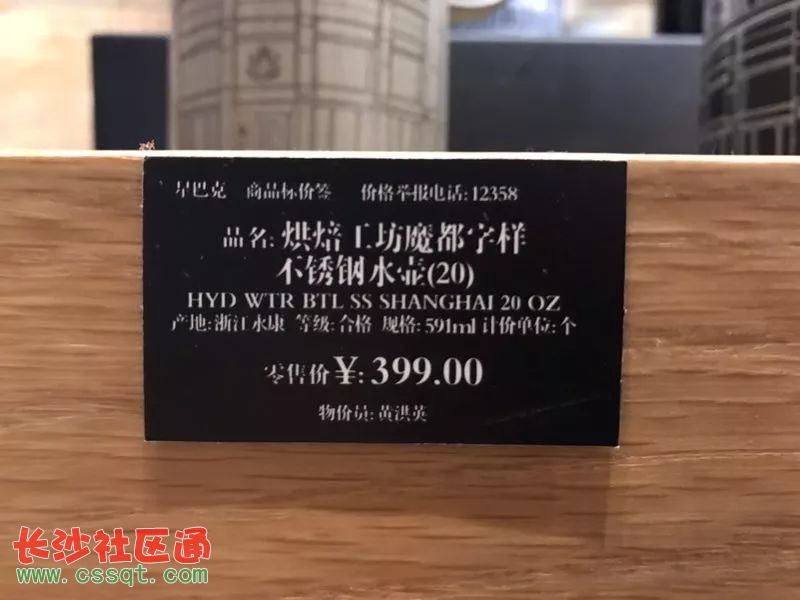 星巴克 商品标价签 价格举报电话:12358
品名:烘焙工坊魔都字样
不锈钢水壶(20)
HYD WTR BTL SS SHANGHAI 20 OZ
产地:浙江永康 等级:合格 规格:591ml 计价单位:个
零售价¥:399.00
物价员:黄洪英
长沙社区通
www.cssqt.com